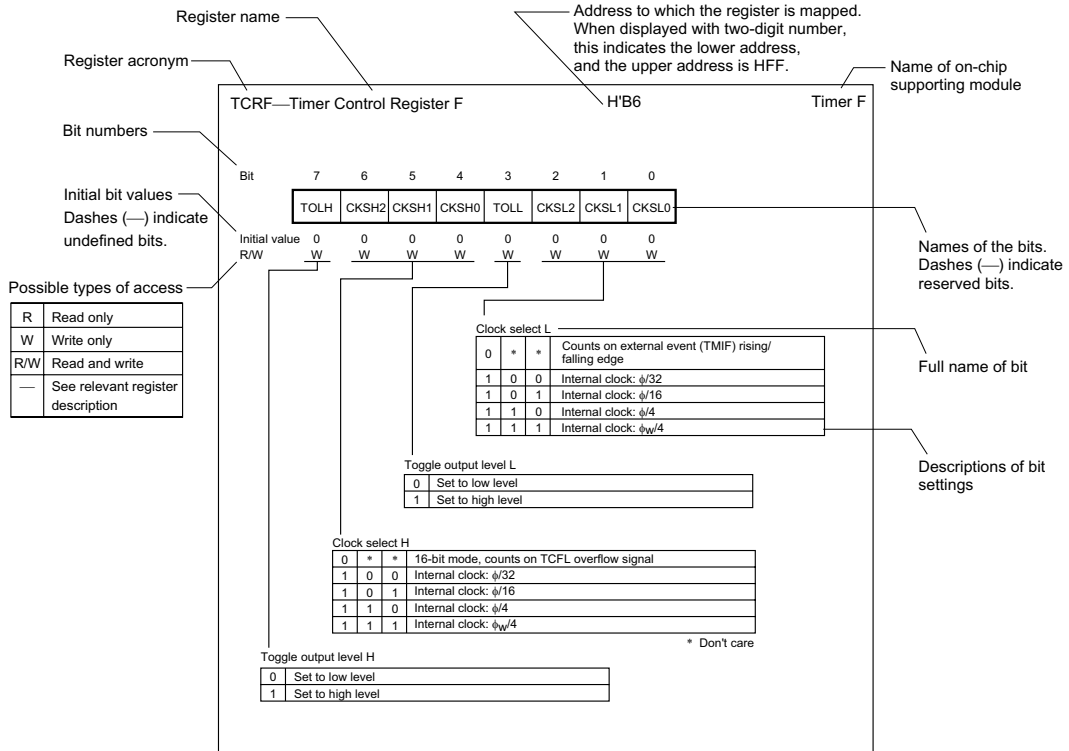 Register name
Address to which the register is mapped.
When displayed with two-digit number,
this indicates the lower address,
and the upper address is HFF.
Register acronym
Name of on-chip
supporting module
TCRF—Timer Control Register F
H'B6
Timer F
Bit numbers
Bit 7 6 5 4 3 2 1 0
Initial bit values
Dashes (—) indicate
undefined bits.
TOLH CKSH2 CKSH1 CKSH0 TOLL CKSL2 CKSL1 CKSL0
Initial value 0 0 0 0 0 0 0 0
R/W W W W W W W W W
Names of the bits.
Dashes (—) indicate
reserved bits.
Possible types of access
R Read only
W Write only
R/W Read and write
— See relevant register
description
Clock select L
0 * * Counts on external event (TMIF) rising/
falling edge
1 0 0 Internal clock: ϕ/32
1 0 1 Internal clock: ϕ/16
1 1 0 Internal clock: ϕ/4
1 1 1 Internal clock: ϕW/4
Full name of bit
Descriptions of bit
settings
Toggle output level L
0 Set to low level
1 Set to high level
Clock select H
0 * * 16-bit mode, counts on TCFL overflow signal
1 0 0 Internal clock: ϕ/32
1 0 1 Internal clock: ϕ/16
1 1 0 Internal clock: ϕ/4
1 1 1 Internal clock: ϕW/4
* Don't care
Toggle output level H
0 Set to low level
1 Set to high level